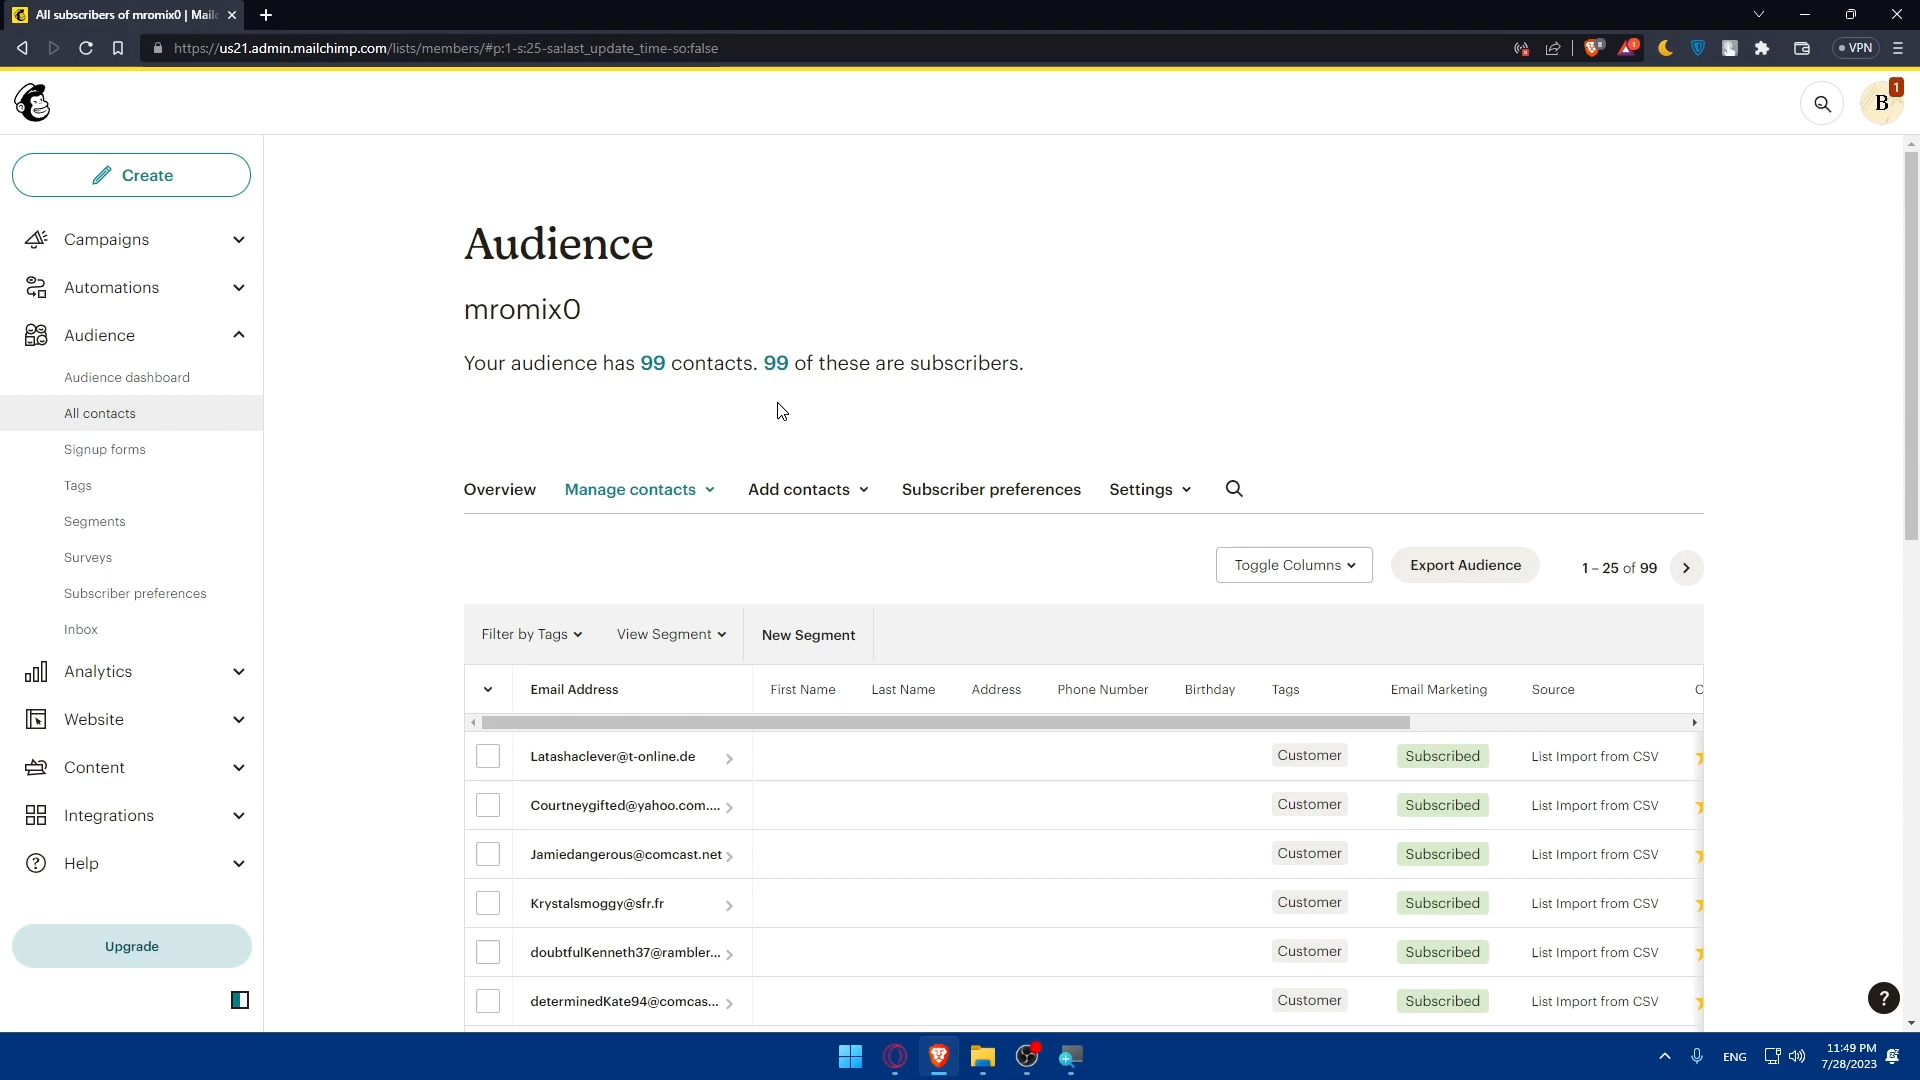 All subscribers of mromix0 | Mailc
https://us21.admin.mailchimp.com/lists/members/#p:1-s:25-sa:last_update_time-so:false
8
1
VPN
B
1
Create
Campaigns
Automations
Audience
Audience dashboard
All contacts
Signup forms
Tags
Segments
Surveys
Subscriber preferences
Inbox
Analytics
Website
Content
Integrations
Help
Upgrade
Audience
mromix0
Your audience has 99 contacts. 99 of these are subscribers.
Overview Manage contacts Add contacts Subscriber preferences Settings
Toggle Columns Export Audience 1 – 25 of 99
Filter by Tags View Segment New Segment
Email Address First Name Last Name Address Phone Number Birthday Tags Email Marketing Source C
Latashaclever@t-online.de Customer Subscribed List Import from CSV
Courtneygifted@yahoo.com.... Customer Subscribed List Import from CSV
Jamiedangerous@comcast.net Customer Subscribed List Import from CSV
Krystalsmoggy@sfr.fr Customer Subscribed List Import from CSV
doubtfulKenneth37@rambler... Customer Subscribed List Import from CSV
determinedKate94@comcas... Customer Subscribed List Import from CSV
?
ENG
11:49 PM
7/28/2023